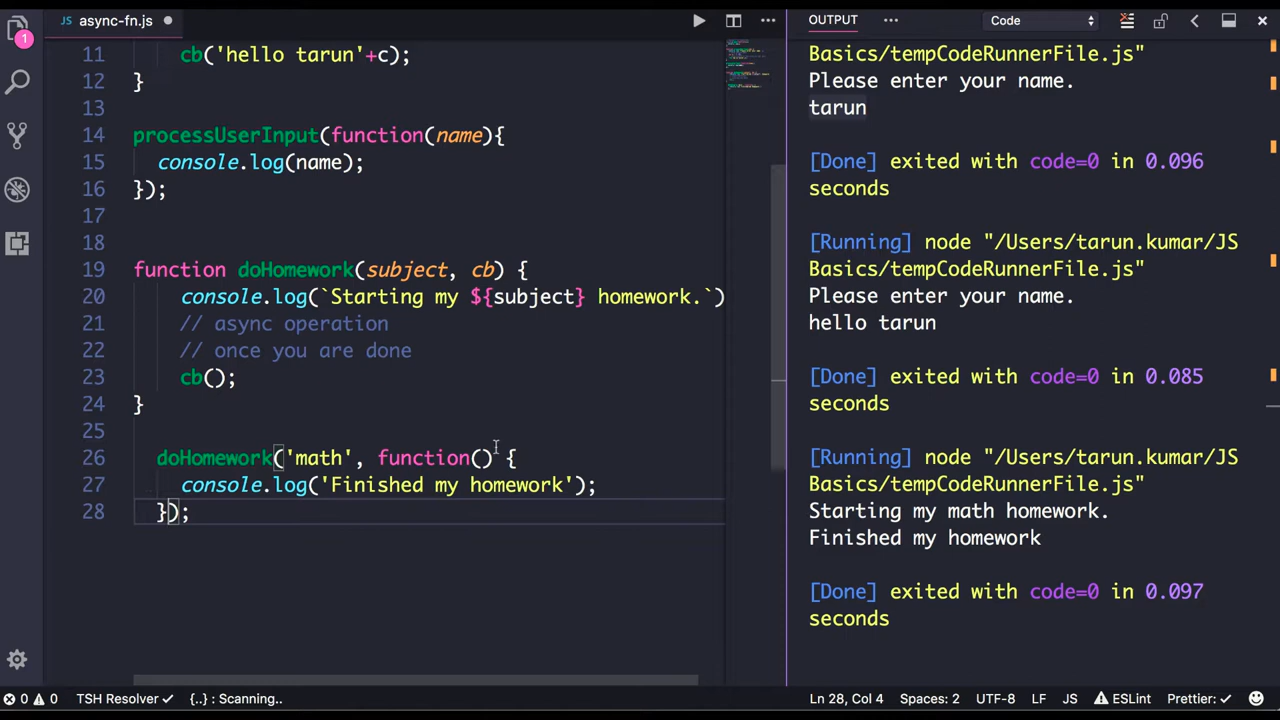 async-fn.js
1
11 cb('hello tarun'+c);
12 }
13
14 processUserInput(function(name){
15 console.log(name);
16 });
17
18
19 function doHomework(subject, cb) {
20 console.log(`Starting my ${subject} homework.`)
21 // async operation
22 // once you are done
23 cb();
24 }
25
26 doHomework('math', function() {
27 console.log('Finished my homework');
28 });
OUTPUT
Code
Basics/tempCodeRunnerFile.js"
Please enter your name.
tarun
[Done] exited with code=0 in 0.096
seconds
[Running] node "/Users/tarun.kumar/JS
Basics/tempCodeRunnerFile.js"
Please enter your name.
hello tarun
[Done] exited with code=0 in 0.085
seconds
[Running] node "/Users/tarun.kumar/JS
Basics/tempCodeRunnerFile.js"
Starting my math homework.
Finished my homework
[Done] exited with code=0 in 0.097
seconds
0 0 TSH Resolver {..} : Scanning.. Ln 28, Col 4 Spaces: 2 UTF-8 LF JS ESLint Prettier: